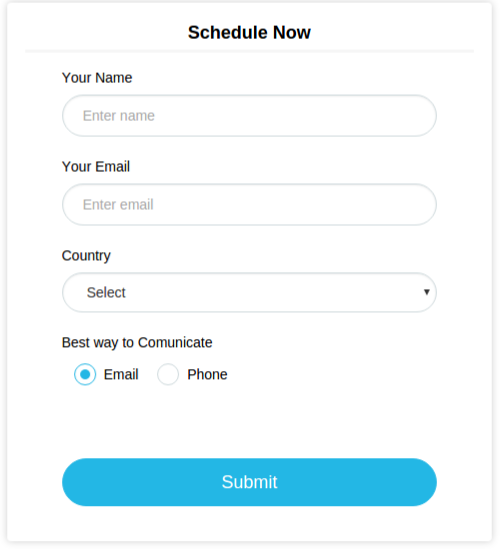 Schedule Now
Your Name
Enter name
Your Email
Enter email
Country
Select
Best way to Comunicate
Email Phone
Submit